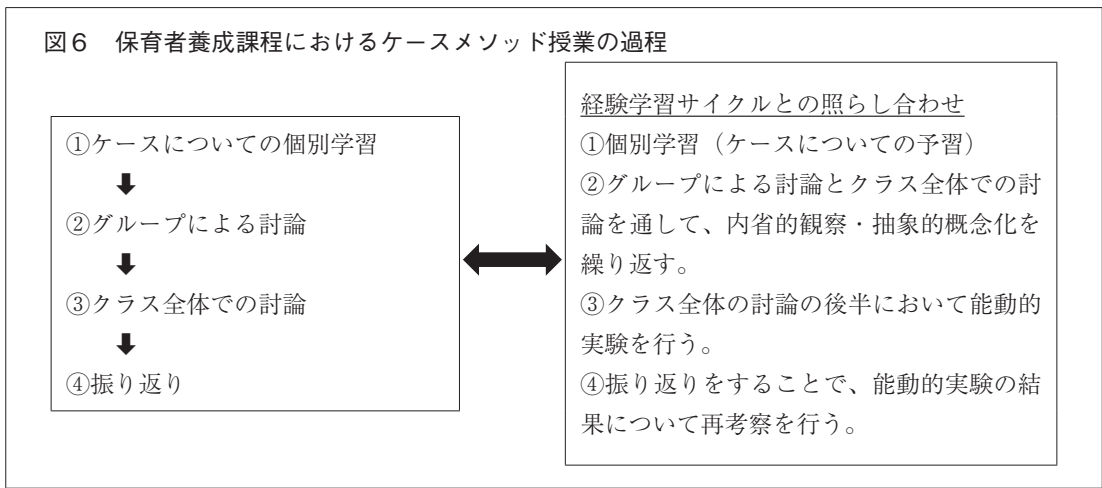 図６　保育者養成課程におけるケースメソッド授業の過程
①ケースについての個別学習
⬇
②グループによる討論
⬇
③クラス全体での討論
⬇
④振り返り
経験学習サイクルとの照らし合わせ
①個別学習（ケースについての予習）
②グループによる討論とクラス全体での討
論を通して、内省的観察・抽象的概念化を
繰り返す。
③クラス全体の討論の後半において能動的
実験を行う。
④振り返りをすることで、能動的実験の結
果について再考察を行う。